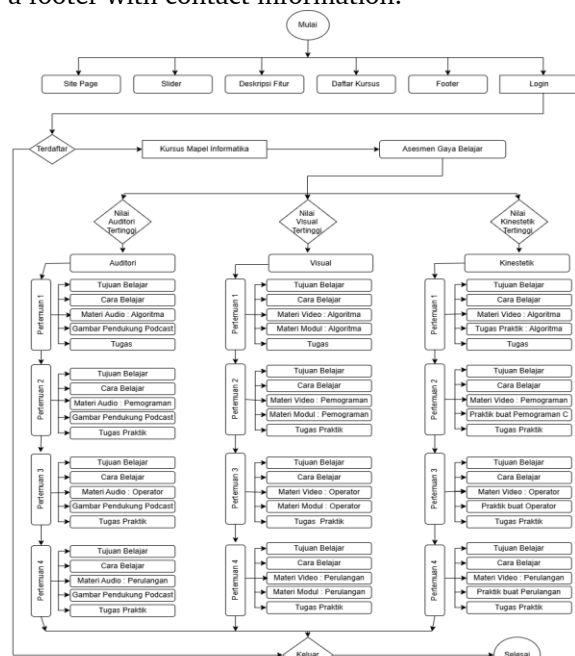 a footer with contact information.
Mulai
Site Page
Slider
Deskripsi Fitur
Daftar Kursus
Footer
Login
Terdaftar
Kursus Mapel Informatika
Asesmen Gaya Belajar
Nilai
Auditori
Tertinggi
Nilai
Visual
Tertinggi
Nilai
Kinestetik
Tertinggi
Auditori
Visual
Kinestetik
Pertemuan 1
Tujuan Belajar
Cara Belajar
Materi Audio : Algoritma
Gambar Pendukung Podcast
Tugas
Pertemuan 1
Tujuan Belajar
Cara Belajar
Materi Video : Algoritma
Materi Modul : Algoritma
Tugas
Pertemuan 1
Tujuan Belajar
Cara Belajar
Materi Video : Algoritma
Tugas Praktik : Algoritma
Tugas
Pertemuan 2
Tujuan Belajar
Cara Belajar
Materi Audio : Pemograman
Gambar Pendukung Podcast
Tugas Praktik
Pertemuan 2
Tujuan Belajar
Cara Belajar
Materi Video : Pemograman
Materi Modul : Pemograman
Tugas Praktik
Pertemuan 2
Tujuan Belajar
Cara Belajar
Materi Video : Pemograman
Praktik buat Pemograman C
Tugas Praktik
Pertemuan 3
Tujuan Belajar
Cara Belajar
Materi Audio : Operator
Gambar Pendukung Podcast
Tugas Praktik
Pertemuan 3
Tujuan Belajar
Cara Belajar
Materi Video : Operator
Materi Modul : Operator
Tugas Praktik
Pertemuan 3
Tujuan Belajar
Cara Belajar
Materi Video : Operator
Praktik buat Operator
Tugas Praktik
Pertemuan 4
Tujuan Belajar
Cara Belajar
Materi Audio : Perulangan
Gambar Pendukung Podcast
Tugas Praktik
Pertemuan 4
Tujuan Belajar
Cara Belajar
Materi Video : Perulangan
Materi Modul : Perulangan
Tugas Praktik
Pertemuan 4
Tujuan Belajar
Cara Belajar
Materi Video : Perulangan
Praktik buat Perulangan
Tugas Praktik
Keluar
Selesai